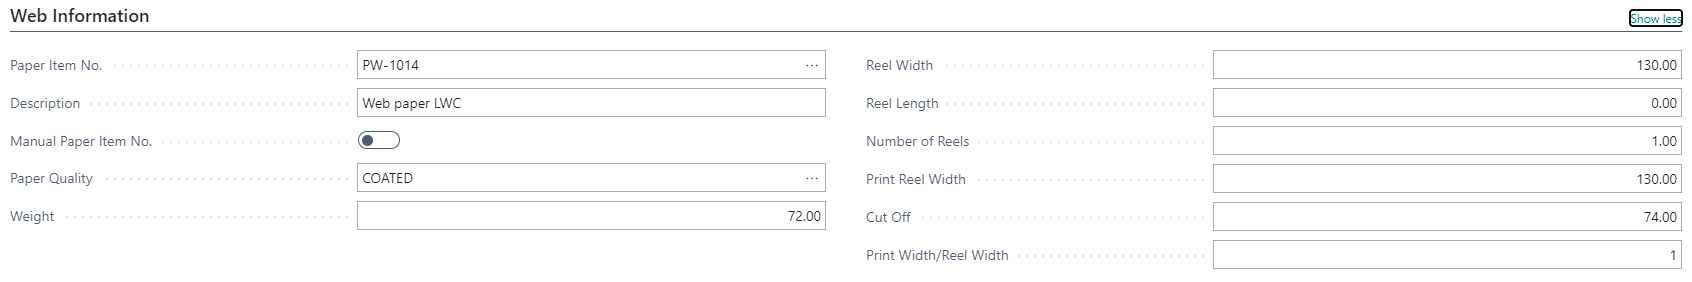 Web Information
Show less
Paper Item No.
PW-1014
Description
Web paper LWC
Manual Paper Item No.
Paper Quality
COATED
Weight
72.00
Reel Width
130.00
Reel Length
0.00
Number of Reels
1.00
Print Reel Width
130.00
Cut Off
74.00
Print Width/Reel Width
1